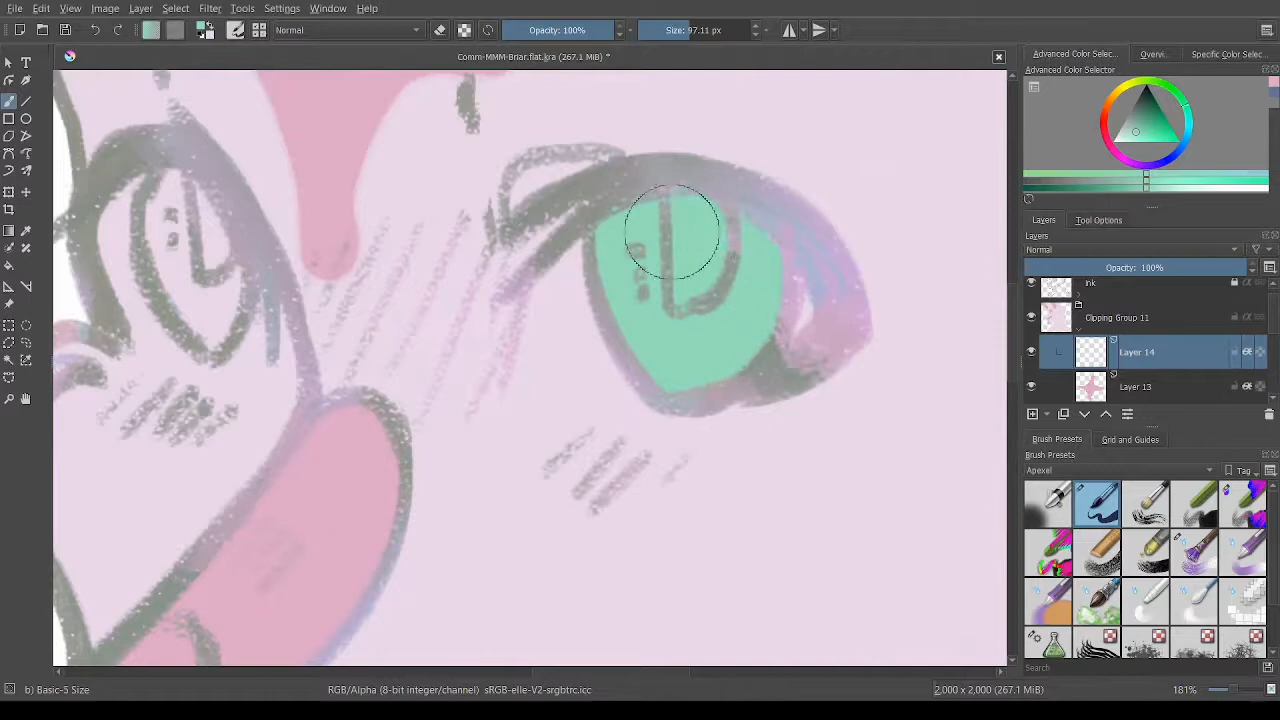 File Edit View Image Layer Select Filter Tools Settings Window Help
Normal Opacity: 100% Size: 97.11 px
Comm-MMM-Briar.flat.kra (267.1 MiB) *
Advanced Color Selec... Overvi... Specific Color Selec...
Advanced Color Selector
Layers Tool Options
Layers
Normal
Opacity: 100%
Ink
Clipping Group 11
Layer 14
Layer 13
Brush Presets Grid and Guides
Brush Presets
Apexel Tag
Search
b) Basic-5 Size RGB/Alpha (8-bit integer/channel) sRGB-elle-V2-srgbtrc.icc 2,000 x 2,000 (267.1 MiB) 181%